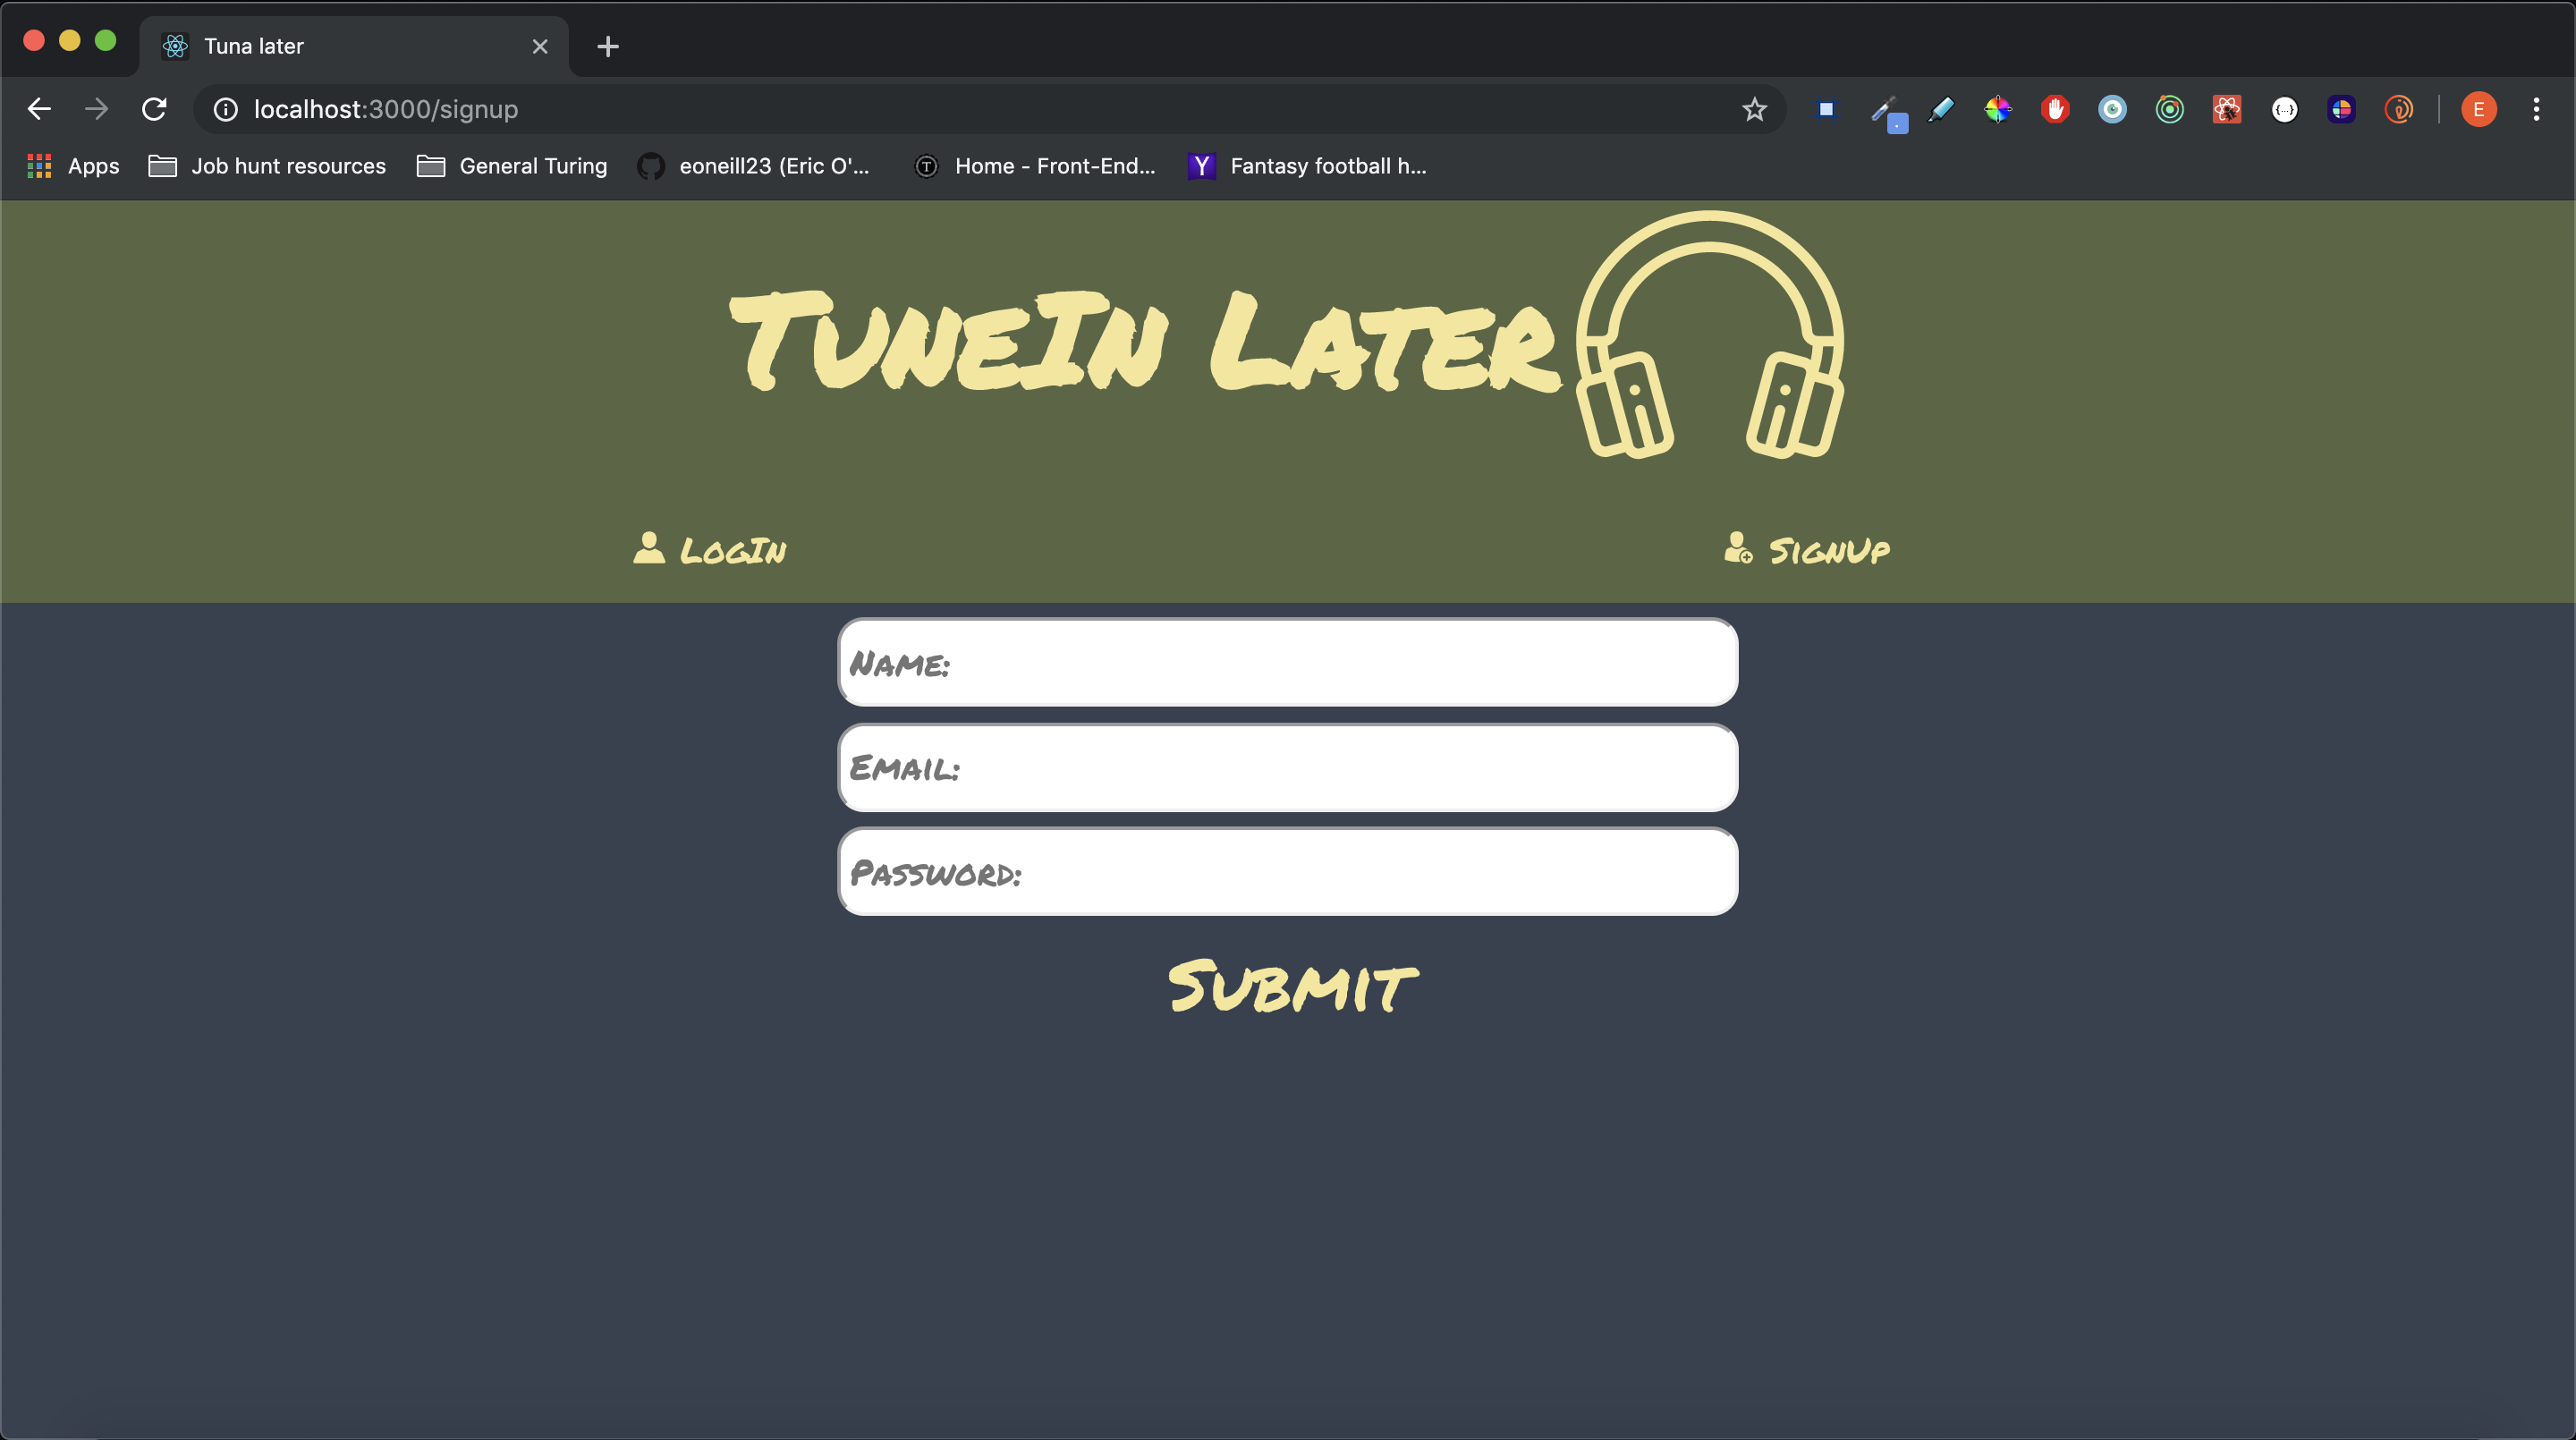 Tuna later
localhost:3000/signup
E
Apps Job hunt resources General Turing eoneill23 (Eric O'... Home - Front-End... Fantasy football h...
TuneIn Later
LogIn SignUp
Name:
Email:
Password:
Submit